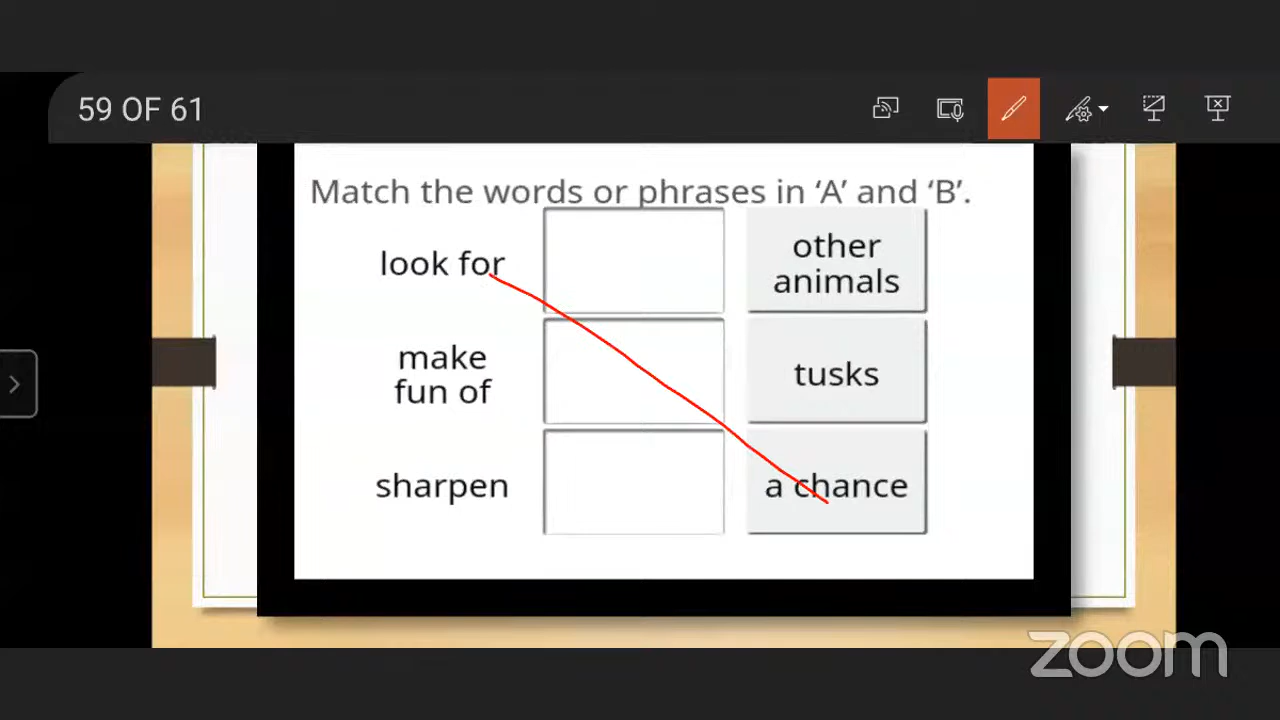 59 OF 61
Match the words or phrases in ‘A’ and ‘B’.
look for
other
animals
make
fun of
tusks
sharpen
a chance
zoom